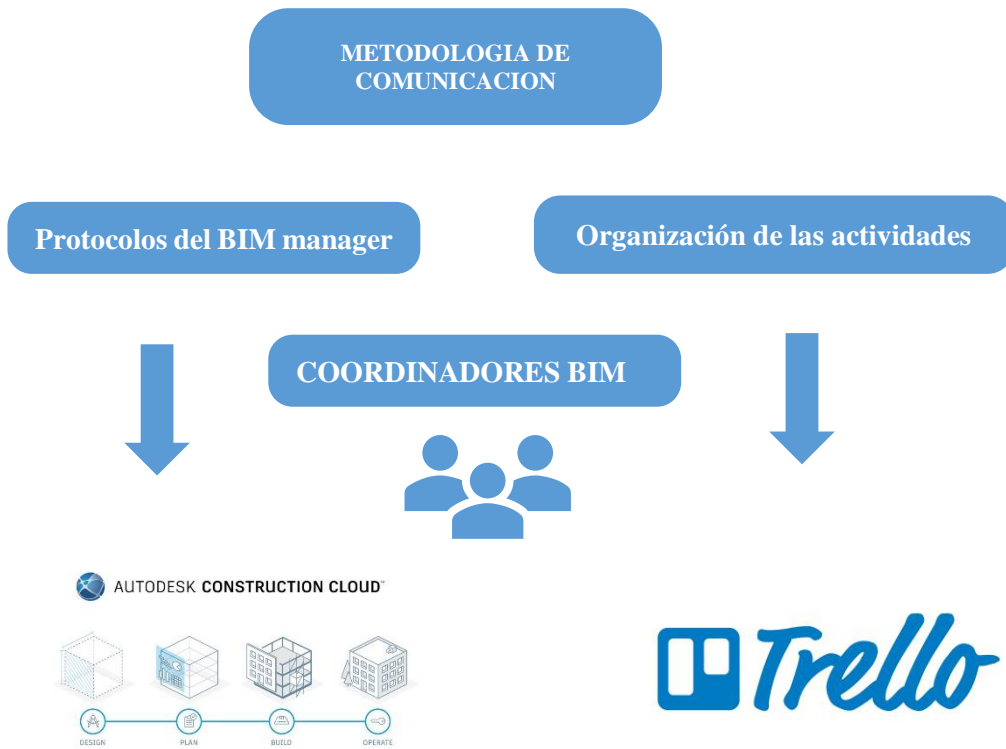 METODOLOGIA DE
COMUNICACION
Protocolos del BIM manager
Organización de las actividades
COORDINADORES BIM
AUTODESK CONSTRUCTION CLOUD™
Trello
DESIGN
PLAN
BUILD
OPERATE